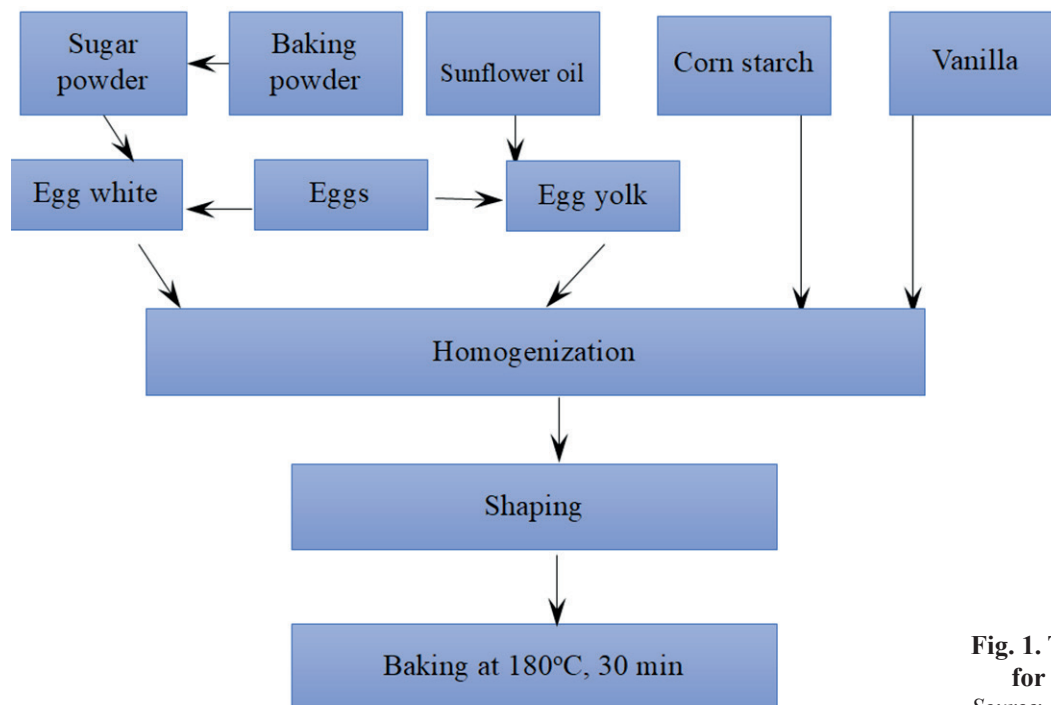 Sugar
powder
Baking
powder
Sunflower oil
Corn starch
Vanilla
Egg white
Eggs
Egg yolk
Homogenization
Shaping
Baking at 180°C, 30 min
Fig. 1.
for